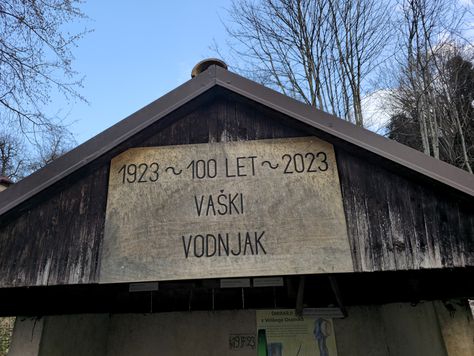 1923 ~ 100 LET ~ 2023
VAŠKI
VODNJAK